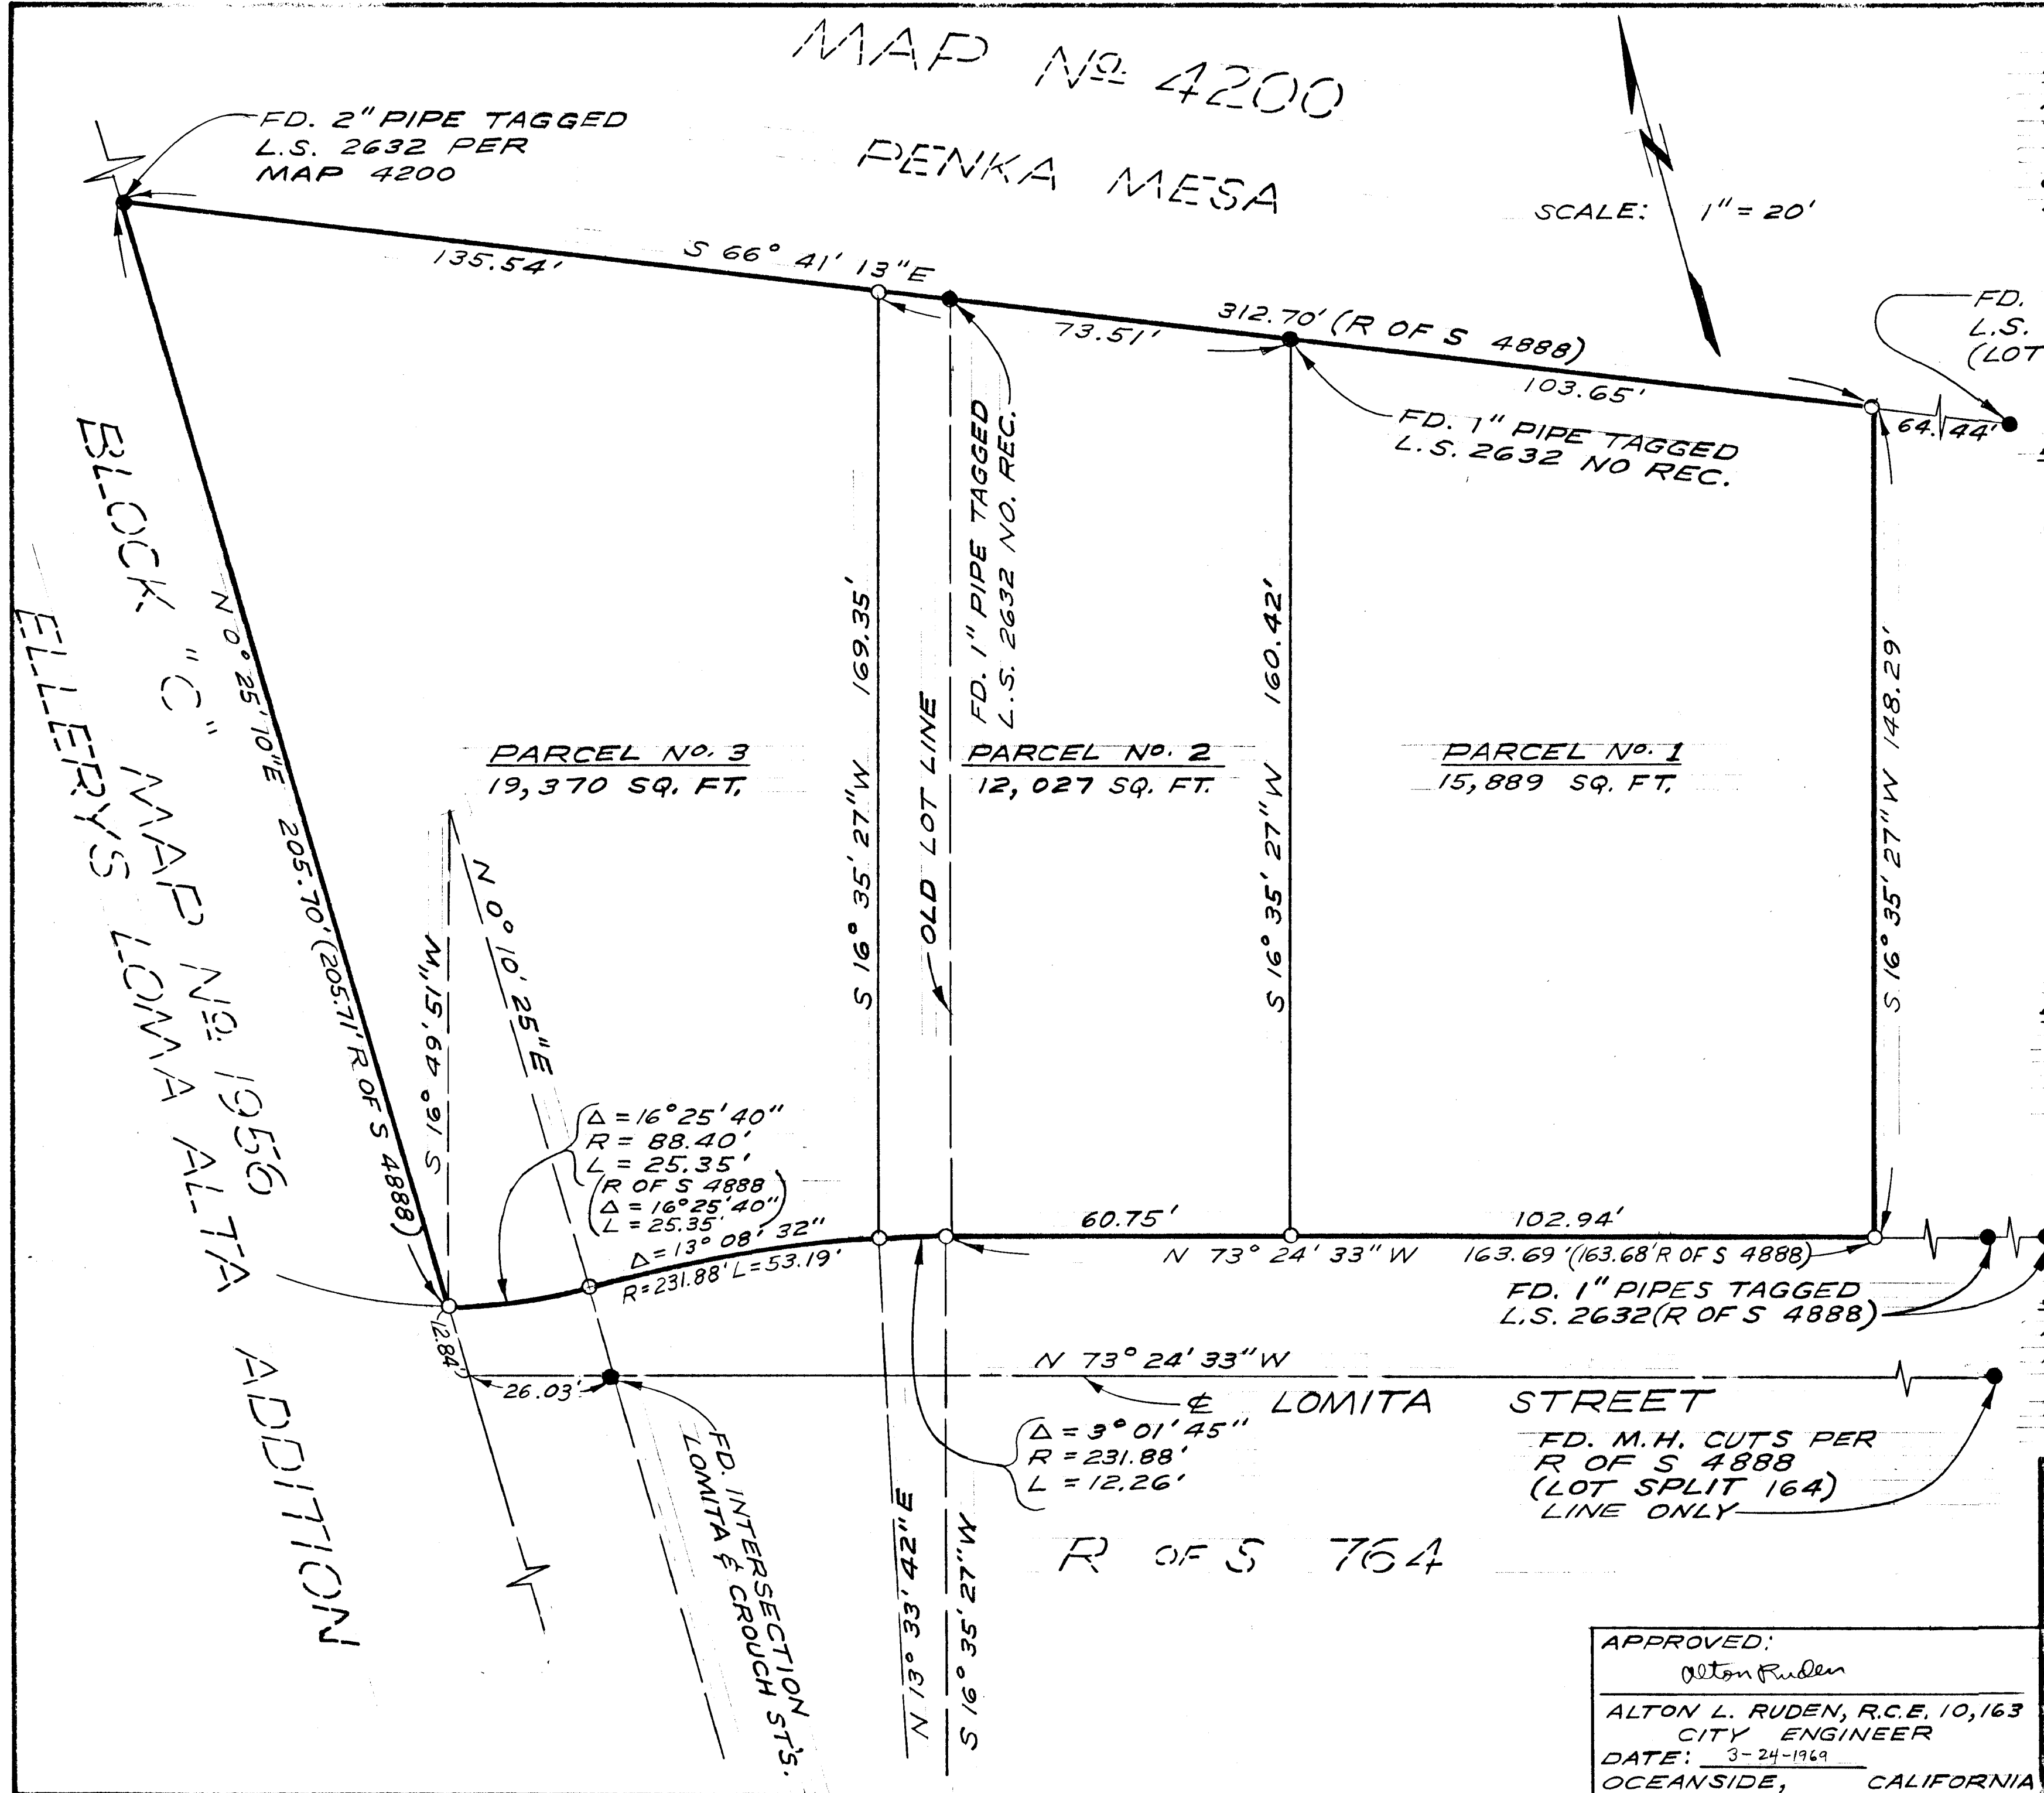 MAP Nº 4200
PENKA MESA
FD. 2" PIPE TAGGED
L.S. 2632 PER
MAP 4200
N
SCALE: 1" = 20'
S 66° 41' 13" E
135.54'
312.70' (R OF S 4888)
73.51'
103.65'
FD.
L.S.
(LOT
64.44'
FD. 1" PIPE TAGGED
L.S. 2632 NO REC.
FD. 1" PIPE TAGGED
L.S. 2632 NO. REC.
BLOCK "C" MAP Nº 1956
ELLERYS LOMA ALTA ADDITION
N 0° 25' 10" E 205.70' (205.71' R OF S 4888)
S 16° 35' 27" W 169.35'
OLD LOT LINE
S 16° 35' 27" W 160.42'
S 16° 35' 27" W 148.29'
PARCEL Nº. 3
19,370 SQ. FT.
PARCEL Nº. 2
12,027 SQ. FT.
PARCEL Nº. 1
15,889 SQ. FT.
S 16° 49' 51" W
N 0° 10' 25" E
Δ = 16° 25' 40"
R = 88.40'
L = 25.35'
(R OF S 4888
Δ = 16° 25' 40"
L = 25.35')
Δ = 13° 08' 32"
R = 231.88' L = 53.19'
60.75'
102.94'
N 73° 24' 33" W 163.69' (163.68' R OF S 4888)
FD. 1" PIPES TAGGED
L.S. 2632 (R OF S 4888)
12.84'
26.03'
N 73° 24' 33" W
℄ LOMITA STREET
Δ = 3° 01' 45"
R = 231.88'
L = 12.26'
FD. M.H. CUTS PER
R OF S 4888
(LOT SPLIT 164)
LINE ONLY
FD. INTERSECTION
LOMITA & CROUCH ST'S.
N 13° 33' 42" E
S 16° 35' 27" W
R OF S 764
APPROVED:
Alton Ruden
ALTON L. RUDEN, R.C.E. 10,163
CITY ENGINEER
DATE: 3-24-1969
OCEANSIDE, CALIFORNIA